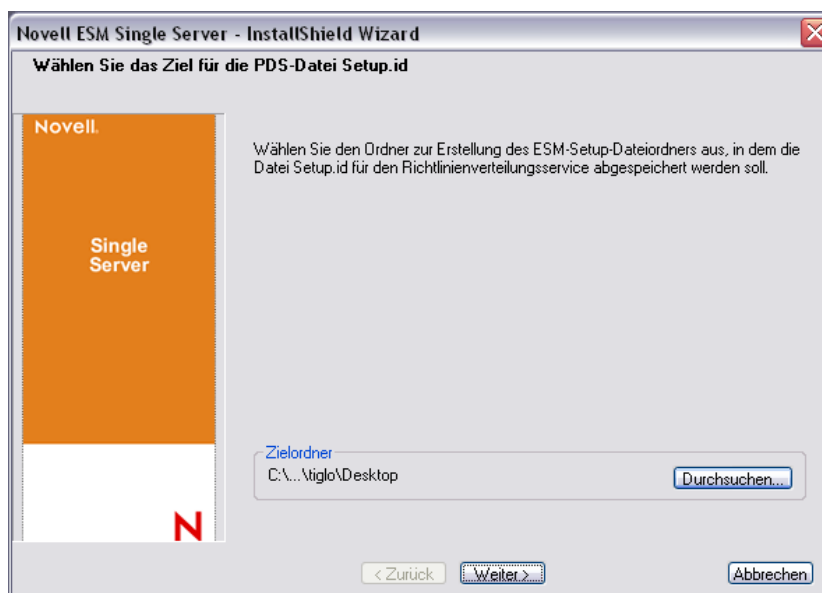 Novell ESM Single Server - InstallShield Wizard
Wählen Sie das Ziel für die PDS-Datei Setup.id
Novell.
Single
Server
N
Wählen Sie den Ordner zur Erstellung des ESM-Setup-Dateiordners aus, in dem die
Datei Setup.id für den Richtlinienverteilungsservice abgespeichert werden soll.
Zielordner
C:\...\tiglo\Desktop
Durchsuchen...
< Zurück
Weiter >
Abbrechen